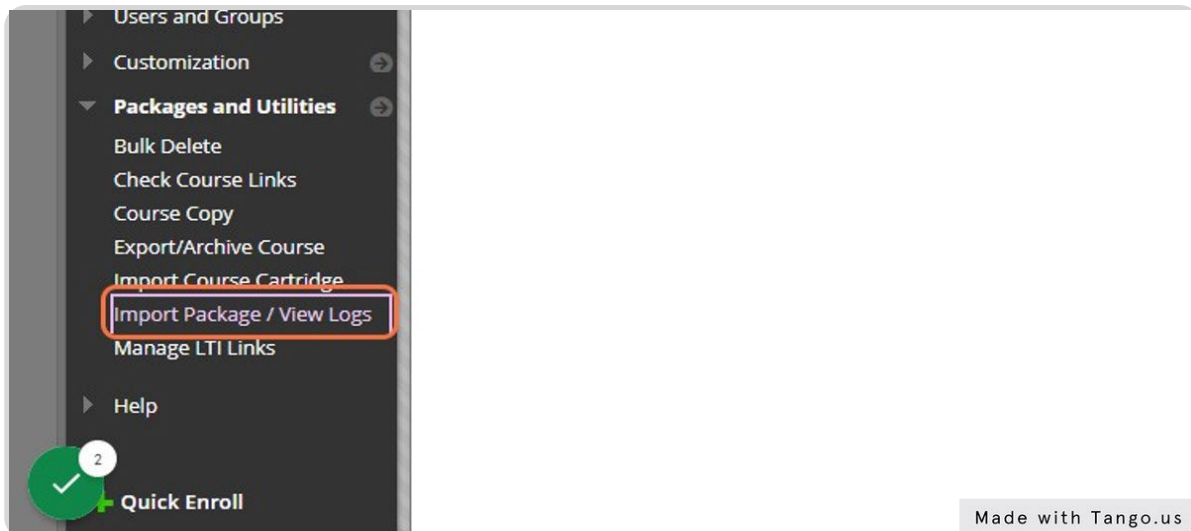 Users and Groups
Customization
Packages and Utilities
Bulk Delete
Check Course Links
Course Copy
Export/Archive Course
Import Course Cartridge
Import Package / View Logs
Manage LTI Links
Help
2
Quick Enroll
Made with Tango.us